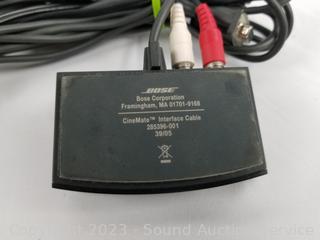 BOSE
Bose Corporation
Framingham, MA 01701-9168
CineMate™ Interface Cable
285396-001
39/05
Copyright 2023 - Sound Auction Service